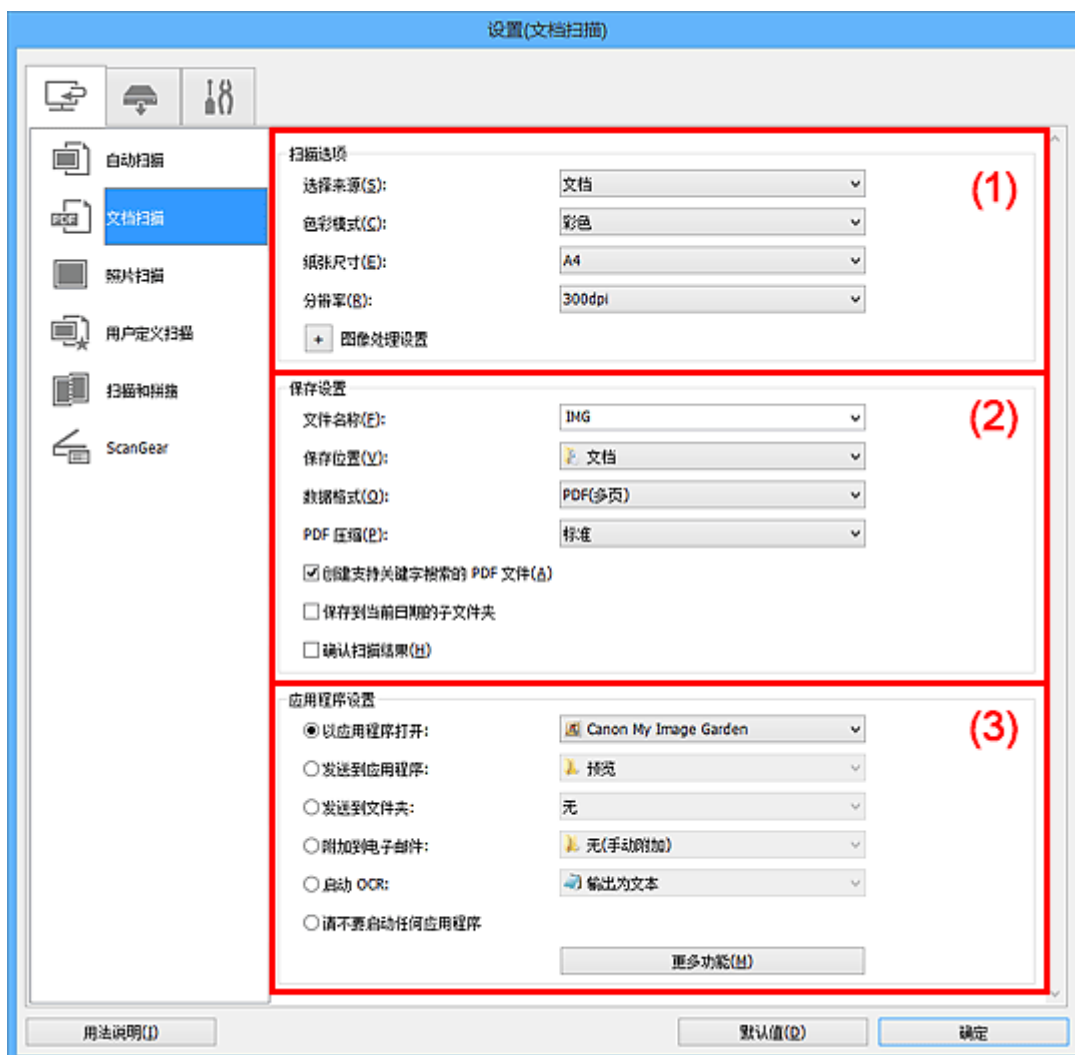 设置(文档扫描)
自动扫描
文档扫描
照片扫描
用户定义扫描
扫描和拼接
ScanGear
扫描选项
(1)
选择来源(S): 文档
色彩模式(C): 彩色
纸张尺寸(E): A4
分辨率(R): 300dpi
+ 图像处理设置
保存设置
(2)
文件名称(F): IMG
保存位置(V): 文档
数据格式(O): PDF(多页)
PDF 压缩(P): 标准
创建支持关键字搜索的 PDF 文件(A)
保存到当前日期的子文件夹
确认扫描结果(H)
应用程序设置
(3)
以应用程序打开: Canon My Image Garden
发送到应用程序: 预览
发送到文件夹: 无
附加到电子邮件: 无(手动附加)
启动 OCR: 输出为文本
请不要启动任何应用程序
更多功能(M)
用法说明(I) 默认值(D) 确定